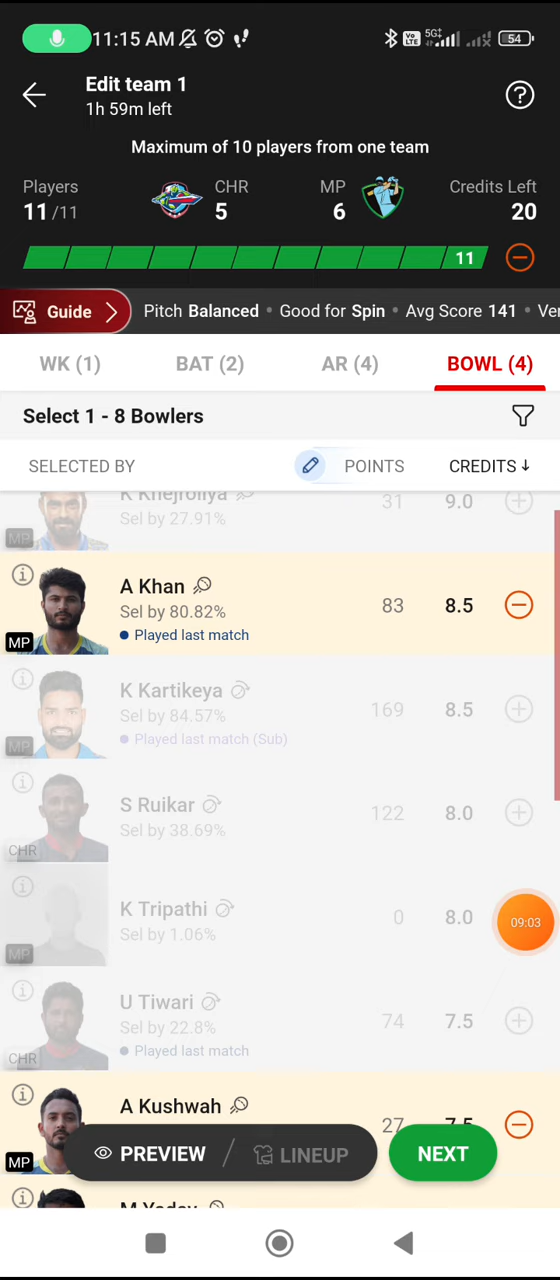 11:15 AM
Vo LTE 5G 54
Edit team 1
1h 59m left
Maximum of 10 players from one team
Players CHR MP Credits Left
11/11 5 6 20
11
Guide Pitch Balanced • Good for Spin • Avg Score 141 •
WK (1) BAT (2) AR (4) BOWL (4)
Select 1 - 8 Bowlers
SELECTED BY POINTS CREDITS ↓
K Khejroliya 31 9.0
Sel by 27.91%
MP
A Khan
Sel by 80.82% 83 8.5
Played last match
MP
K Kartikeya
Sel by 84.57% 169 8.5
Played last match (Sub)
MP
S Ruikar
Sel by 38.69% 122 8.0
CHR
K Tripathi
Sel by 1.06% 0 8.0
09:03
MP
U Tiwari
Sel by 22.8% 74 7.5
Played last match
CHR
A Kushwah
27 7.5
MP
PREVIEW / LINEUP NEXT